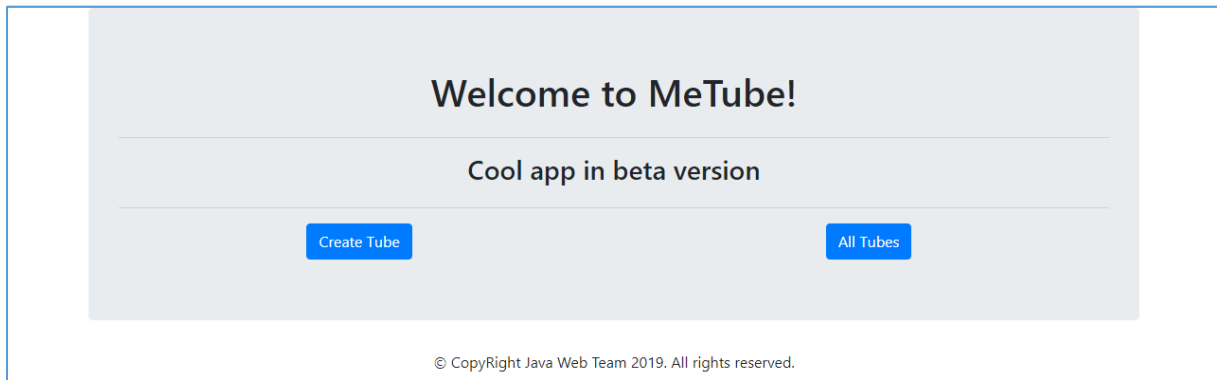 Welcome to MeTube!
Cool app in beta version
Create Tube All Tubes
© CopyRight Java Web Team 2019. All rights reserved.